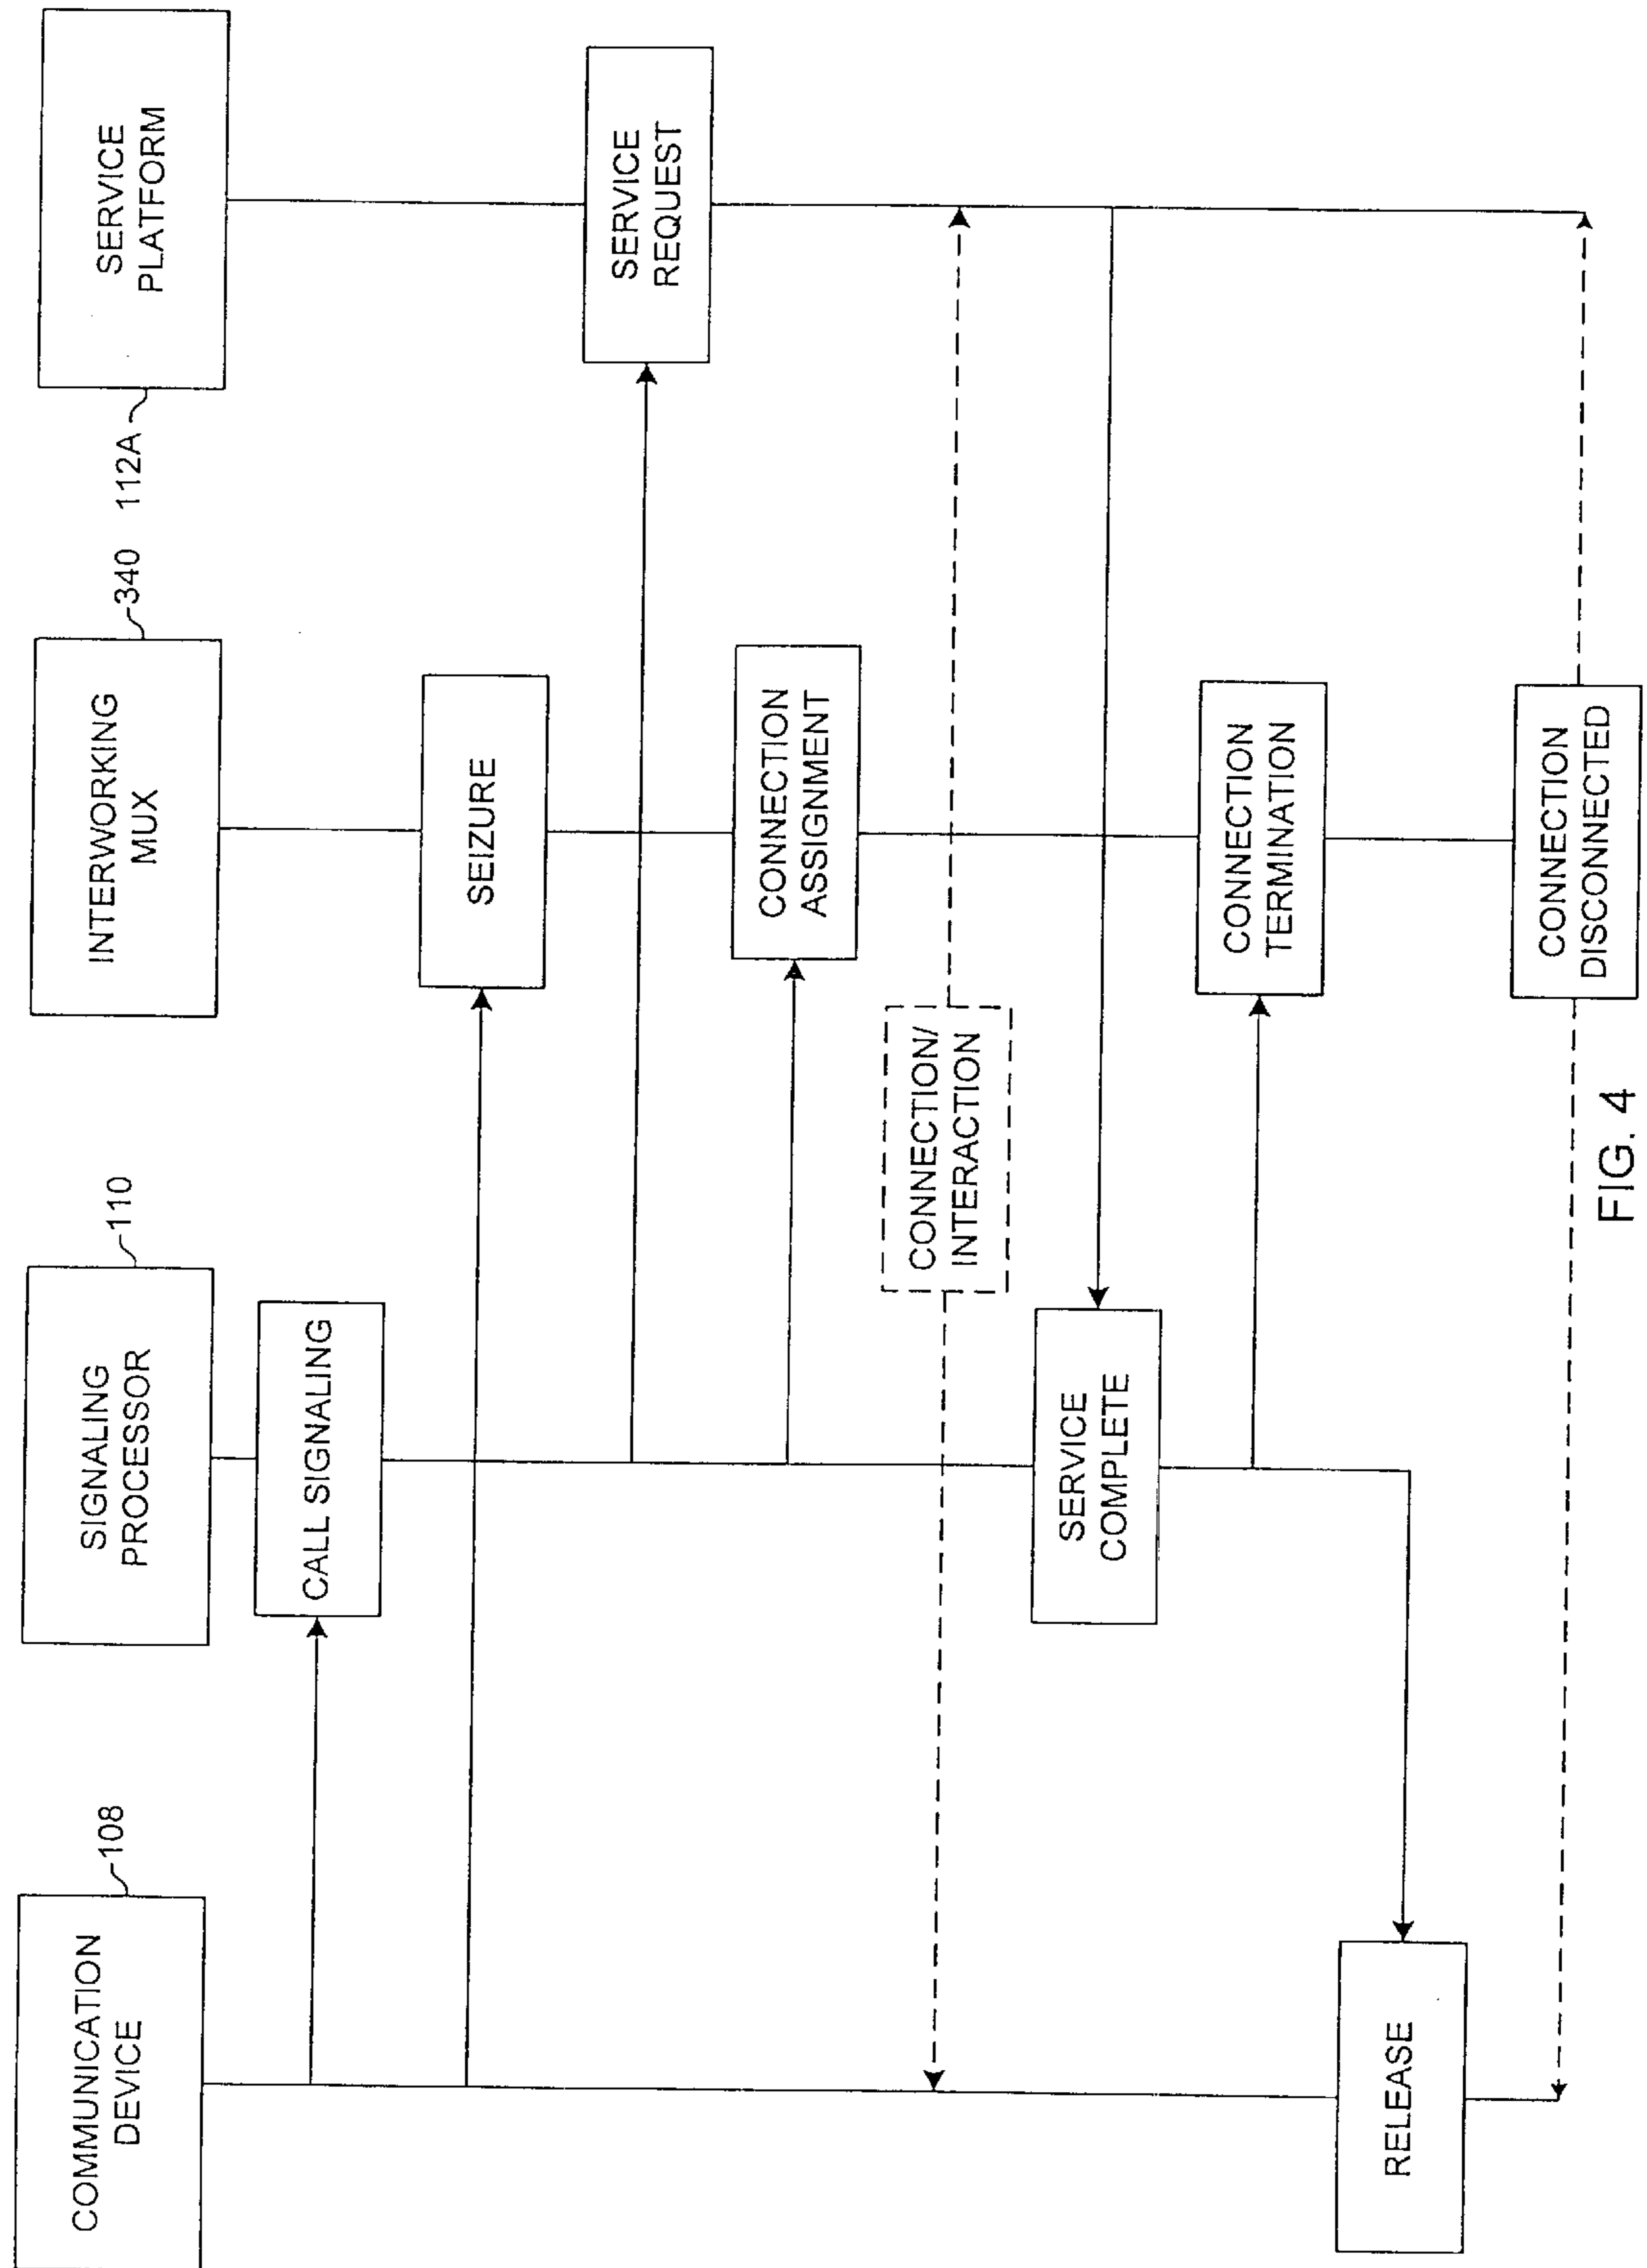 COMMUNICATION
DEVICE
108
SIGNALING
PROCESSOR
110
INTERWORKING
MUX
340
SERVICE
PLATFORM
112A
CALL SIGNALING
SEIZURE
SERVICE
REQUEST
CONNECTION
ASSIGNMENT
CONNECTION/
INTERACTION
SERVICE
COMPLETE
CONNECTION
TERMINATION
RELEASE
CONNECTION
DISCONNECTED
FIG. 4